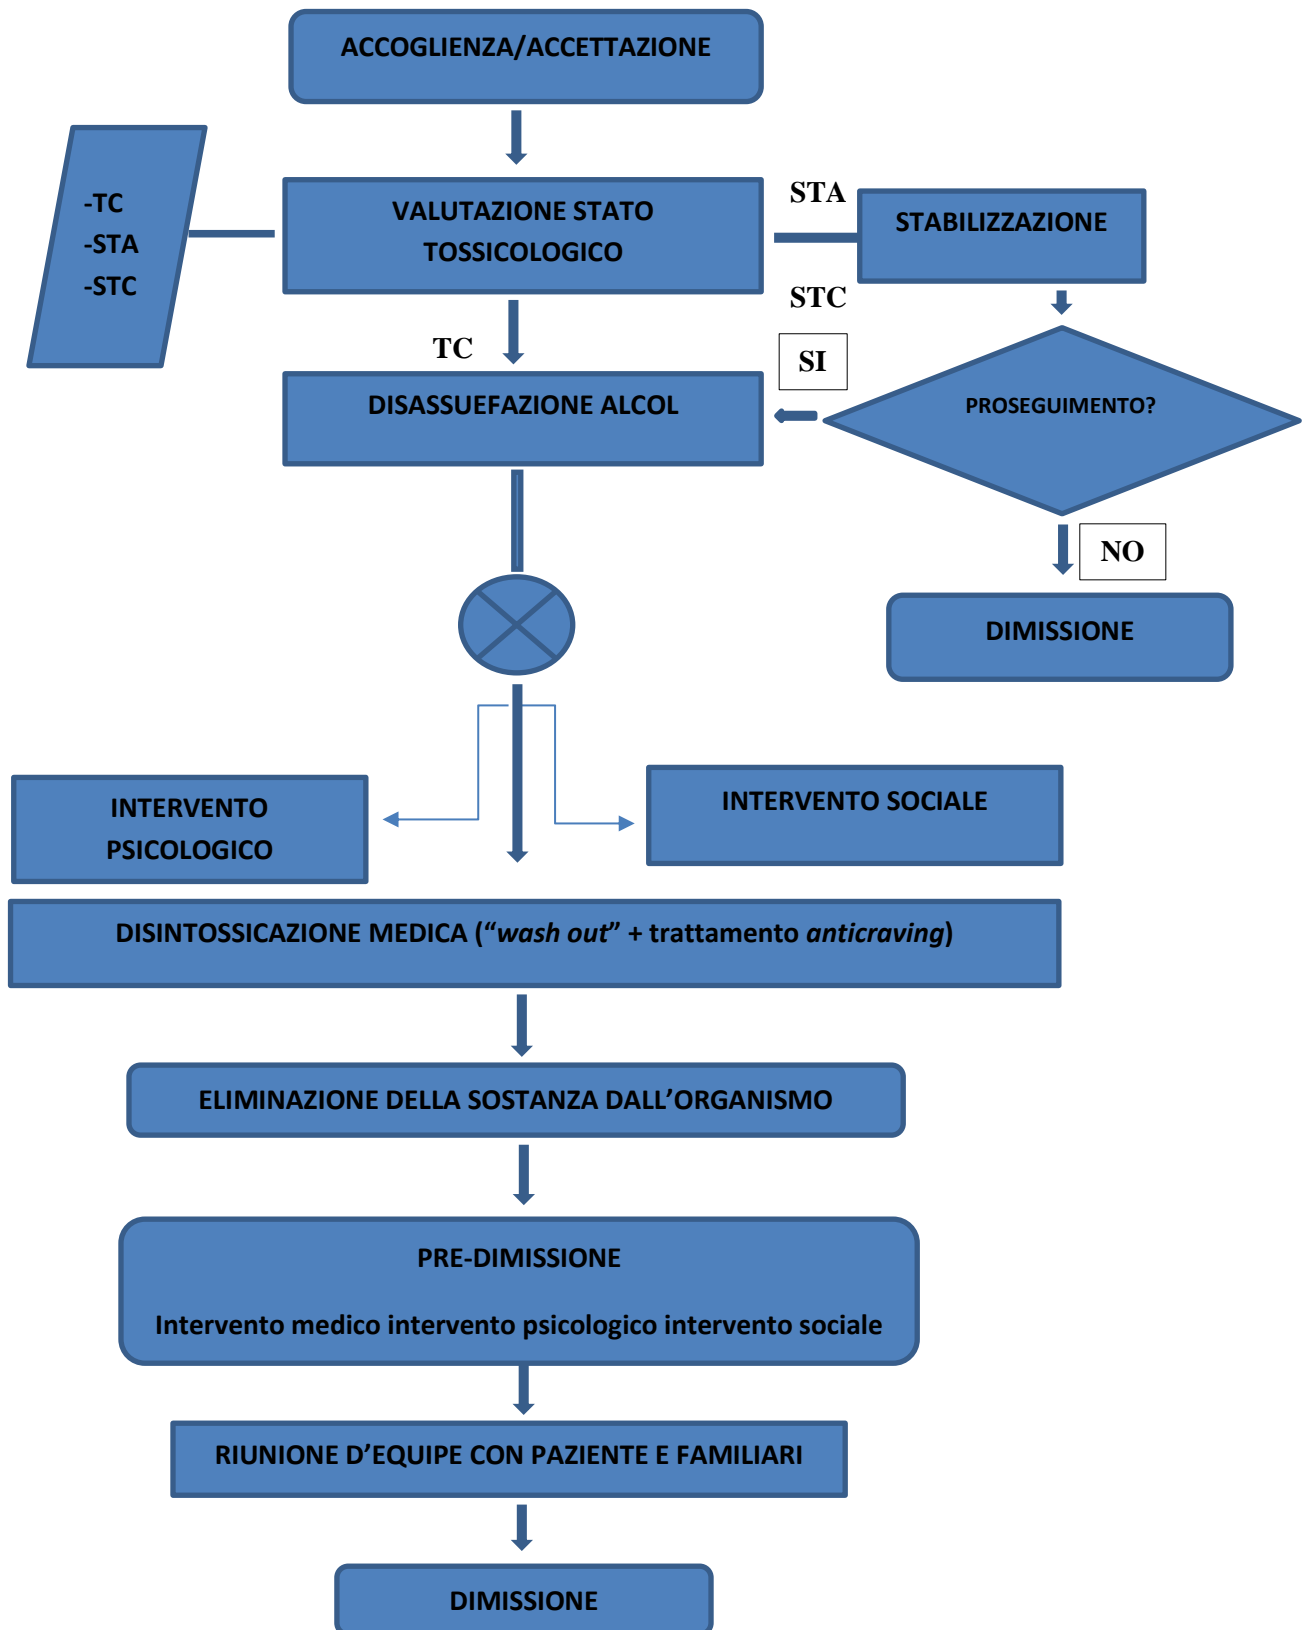 ACCOGLIENZA/ACCETTAZIONE
-TC
-STA
-STC
VALUTAZIONE STATO
TOSSICOLOGICO
STA
STC
STABILIZZAZIONE
TC
SI
DISASSUEFAZIONE ALCOL
PROSEGUIMENTO?
NO
DIMISSIONE
INTERVENTO
PSICOLOGICO
INTERVENTO SOCIALE
DISINTOSSICAZIONE MEDICA (“wash out” + trattamento anticraving)
ELIMINAZIONE DELLA SOSTANZA DALL’ORGANISMO
PRE-DIMISSIONE
Intervento medico intervento psicologico intervento sociale
RIUNIONE D’EQUIPE CON PAZIENTE E FAMILIARI
DIMISSIONE